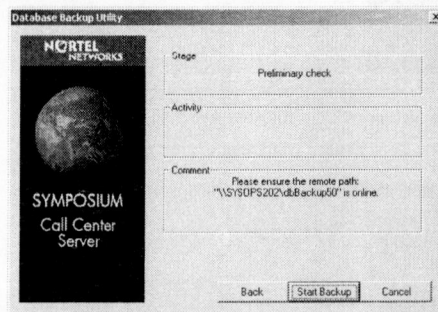 Database Backup Utility
NORTEL
NETWORKS
SYMPOSIUM
Call Center
Server
Stage
Preliminary check
Activity
Comment
Please ensure the remote path:
"\\SYSOPS202\dbBackup50" is online.
Back
Start Backup
Cancel